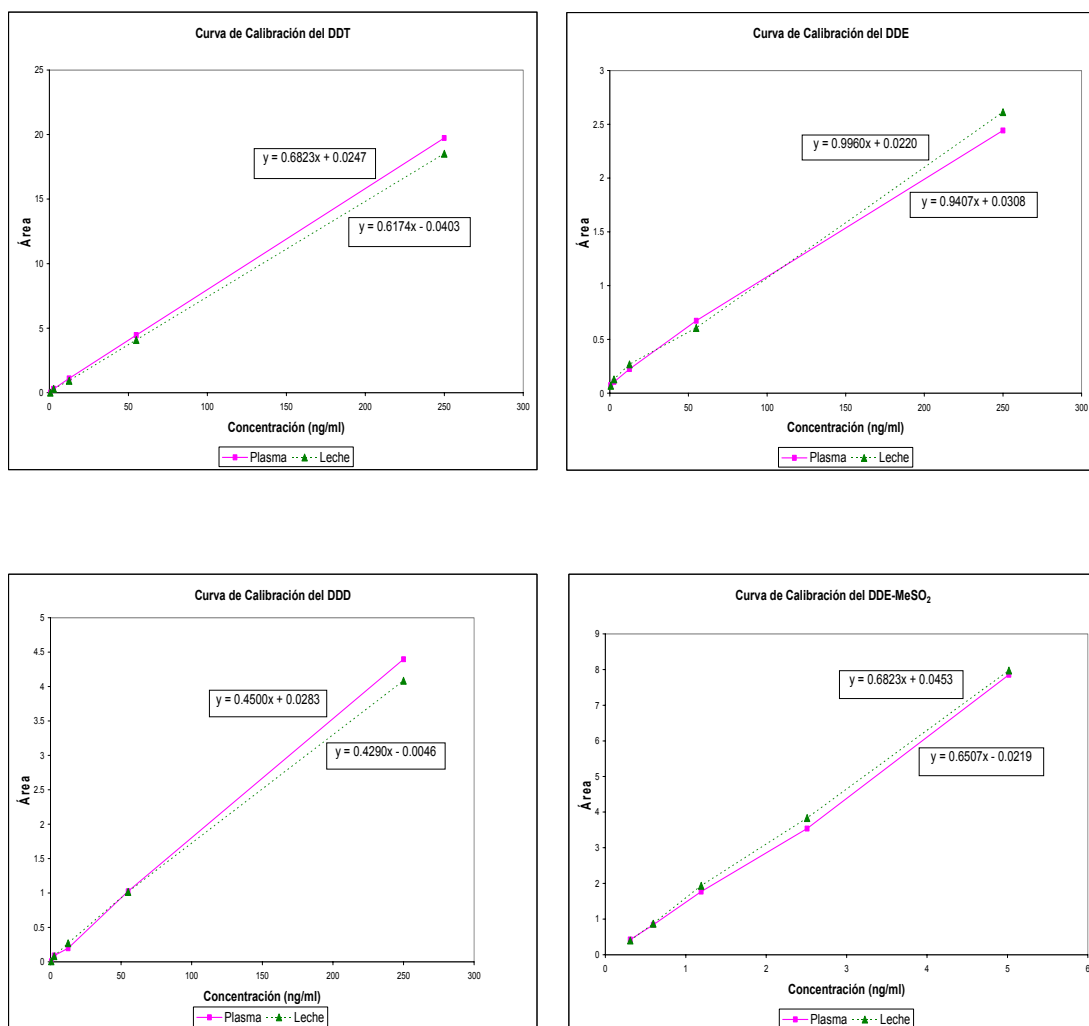 Curva de Calibración del DDT
25
20
15
10
5
0
0 50 100 150 200 250 300
Área
y = 0.6823x + 0.0247
y = 0.6174x - 0.0403
Concentración (ng/ml)
Plasma Leche
Curva de Calibración del DDE
3
2.5
2
1.5
1
0.5
0
0 50 100 150 200 250 300
Área
y = 0.9960x + 0.0220
y = 0.9407x + 0.0308
Concentración (ng/ml)
Plasma Leche
Curva de Calibración del DDD
5
4.5
4
3.5
3
2.5
2
1.5
1
0.5
0
0 50 100 150 200 250 300
Área
y = 0.4500x + 0.0283
y = 0.4290x - 0.0046
Concentración (ng/ml)
Plasma Leche
Curva de Calibración del DDE-MeSO₂
9
8
7
6
5
4
3
2
1
0
0 1 2 3 4 5 6
Área
y = 0.6823x + 0.0453
y = 0.6507x - 0.0219
Concentración (ng/ml)
Plasma Leche